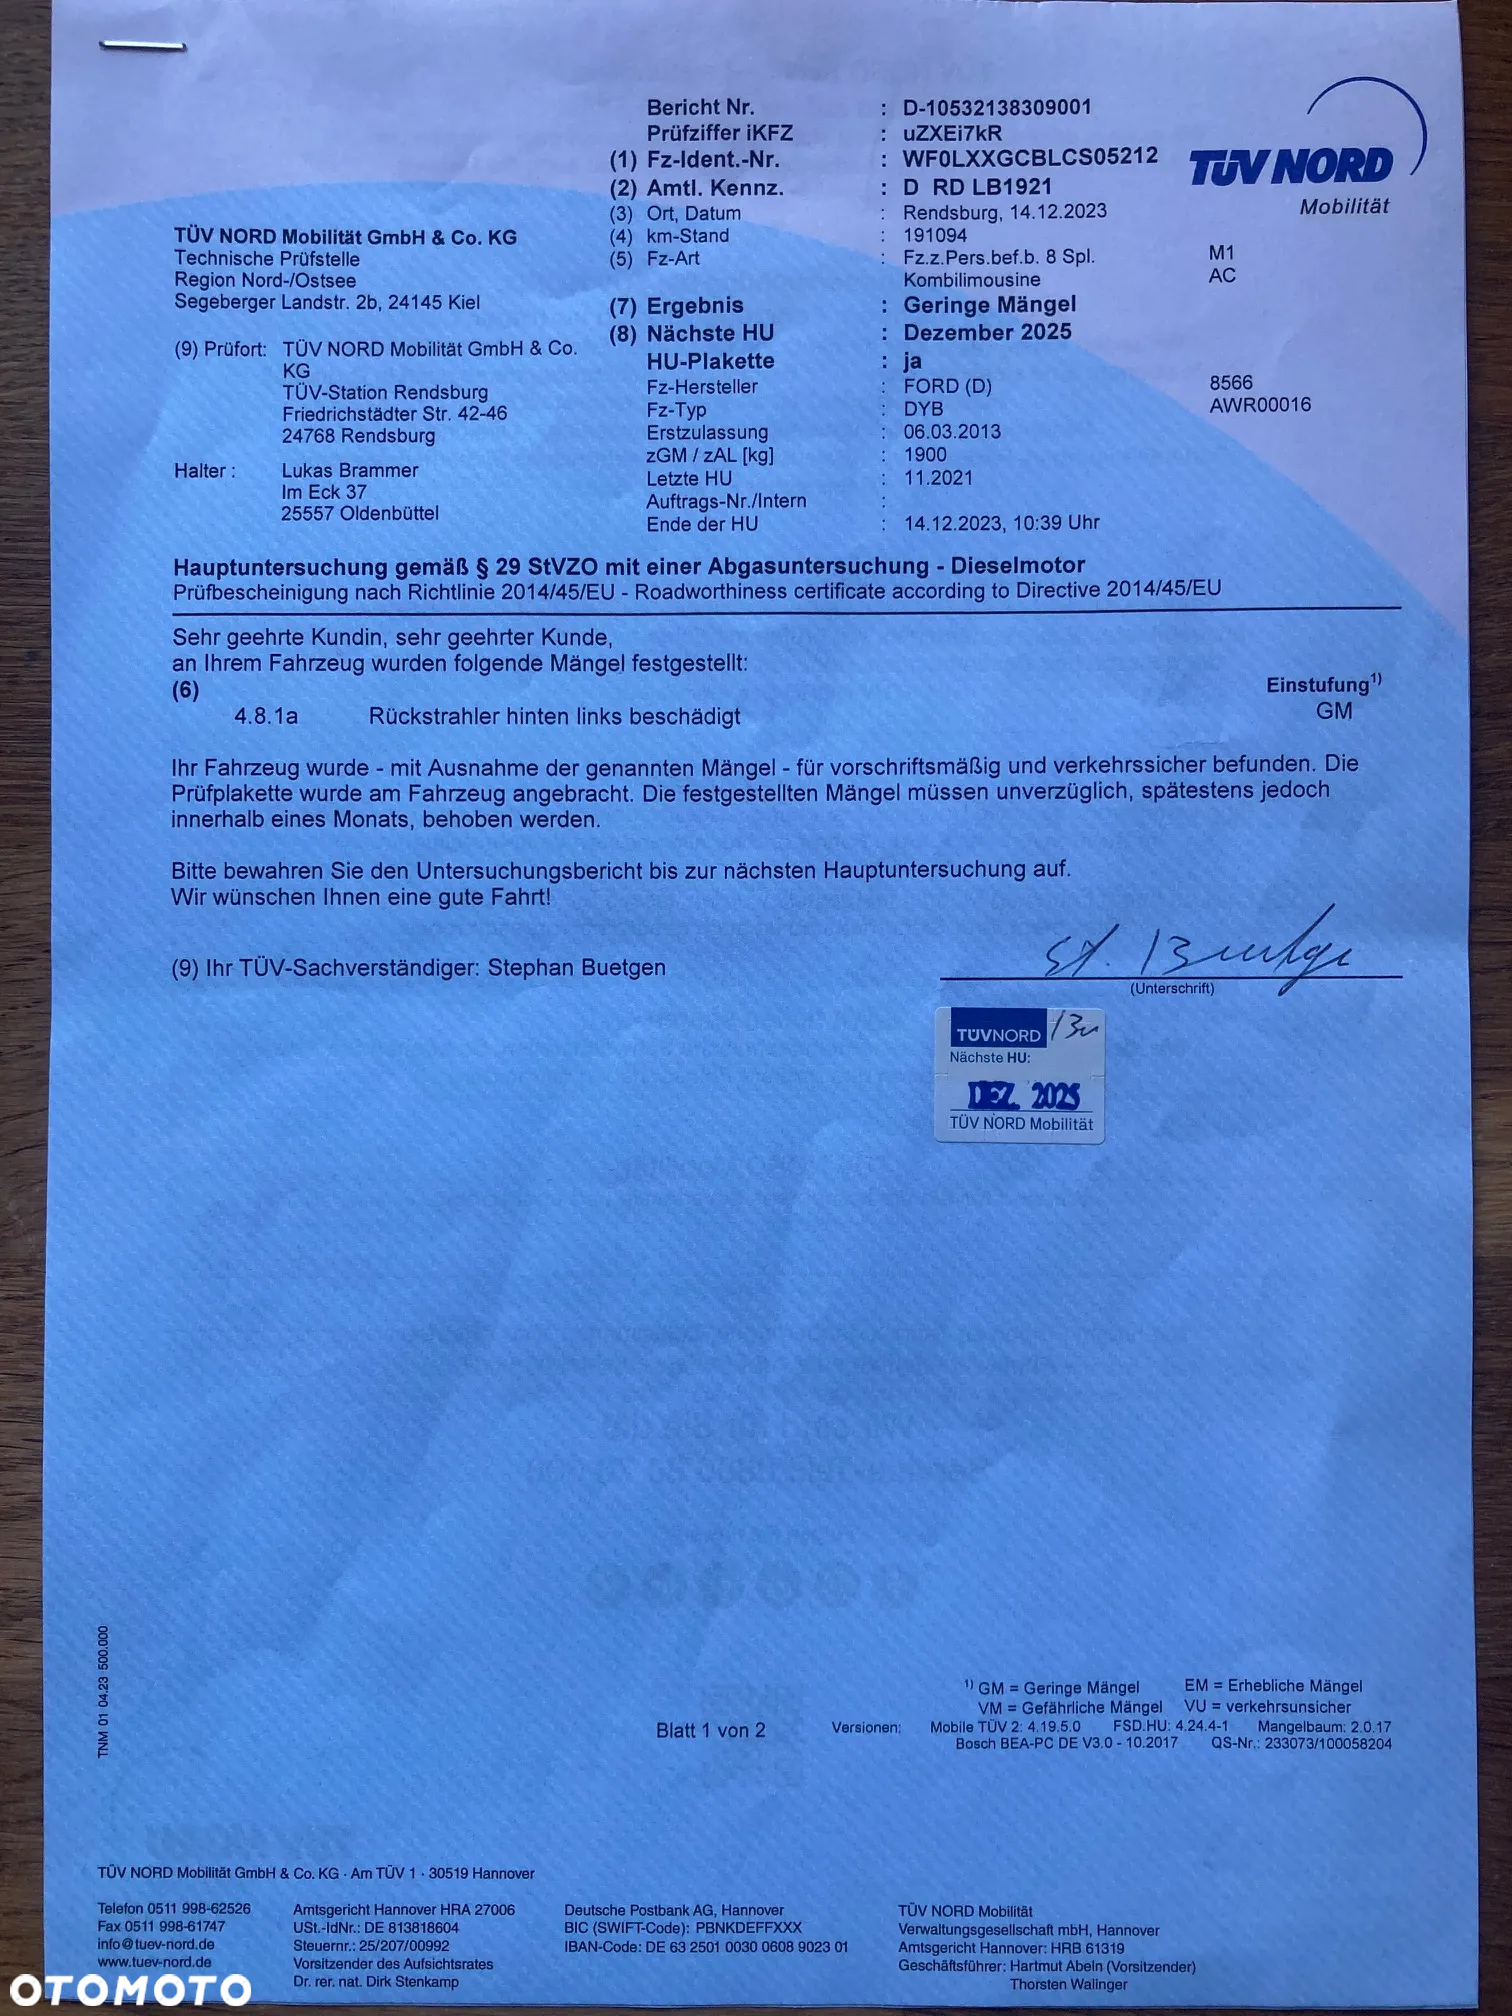 Bericht Nr. : D-10532138309001
Prüfziffer iKFZ : uZXEi7kR
(1) Fz-Ident.-Nr. : WF0LXXGCBLCS05212
(2) Amtl. Kennz. : D RD LB1921
(3) Ort, Datum : Rendsburg, 14.12.2023
(4) km-Stand : 191094
(5) Fz-Art : Fz.z.Pers.bef.b. 8 Spl. M1
Kombilimousine AC
(7) Ergebnis : Geringe Mängel
(8) Nächste HU : Dezember 2025
HU-Plakette : ja
Fz-Hersteller : FORD (D) 8566
Fz-Typ : DYB AWR00016
Erstzulassung : 06.03.2013
zGM / zAL [kg] : 1900
Letzte HU : 11.2021
Auftrags-Nr./Intern :
Ende der HU : 14.12.2023, 10:39 Uhr
TÜV NORD
Mobilität
TÜV NORD Mobilität GmbH & Co. KG
Technische Prüfstelle
Region Nord-/Ostsee
Segeberger Landstr. 2b, 24145 Kiel
(9) Prüfort: TÜV NORD Mobilität GmbH & Co.
KG
TÜV-Station Rendsburg
Friedrichstädter Str. 42-46
24768 Rendsburg
Halter : Lukas Brammer
Im Eck 37
25557 Oldenbüttel
Hauptuntersuchung gemäß § 29 StVZO mit einer Abgasuntersuchung - Dieselmotor
Prüfbescheinigung nach Richtlinie 2014/45/EU - Roadworthiness certificate according to Directive 2014/45/EU
Sehr geehrte Kundin, sehr geehrter Kunde,
an Ihrem Fahrzeug wurden folgende Mängel festgestellt:
(6) Einstufung1)
4.8.1a Rückstrahler hinten links beschädigt GM
Ihr Fahrzeug wurde - mit Ausnahme der genannten Mängel - für vorschriftsmäßig und verkehrssicher befunden. Die
Prüfplakette wurde am Fahrzeug angebracht. Die festgestellten Mängel müssen unverzüglich, spätestens jedoch
innerhalb eines Monats, behoben werden.
Bitte bewahren Sie den Untersuchungsbericht bis zur nächsten Hauptuntersuchung auf.
Wir wünschen Ihnen eine gute Fahrt!
(9) Ihr TÜV-Sachverständiger: Stephan Buetgen
St. Buetge
(Unterschrift)
TÜVNORD Bu
Nächste HU:
DEZ. 2025
TÜV NORD Mobilität
TNM 01 04.23 500.000
1) GM = Geringe Mängel EM = Erhebliche Mängel
VM = Gefährliche Mängel VU = verkehrsunsicher
Blatt 1 von 2 Versionen: Mobile TÜV 2: 4.19.5.0 FSD.HU: 4.24.4-1 Mangelbaum: 2.0.17
Bosch BEA-PC DE V3.0 - 10.2017 QS-Nr.: 233073/100058204
TÜV NORD Mobilität GmbH & Co. KG · Am TÜV 1 · 30519 Hannover
Telefon 0511 998-62526
Fax 0511 998-61747
info@tuev-nord.de
www.tuev-nord.de
Amtsgericht Hannover HRA 27006
USt.-IdNr.: DE 813818604
Steuernr.: 25/207/00992
Vorsitzender des Aufsichtsrates
Dr. rer. nat. Dirk Stenkamp
Deutsche Postbank AG, Hannover
BIC (SWIFT-Code): PBNKDEFFXXX
IBAN-Code: DE 63 2501 0030 0608 9023 01
TÜV NORD Mobilität
Verwaltungsgesellschaft mbH, Hannover
Amtsgericht Hannover: HRB 61319
Geschäftsführer: Hartmut Abeln (Vorsitzender)
Thorsten Walinger
OTOMOTO